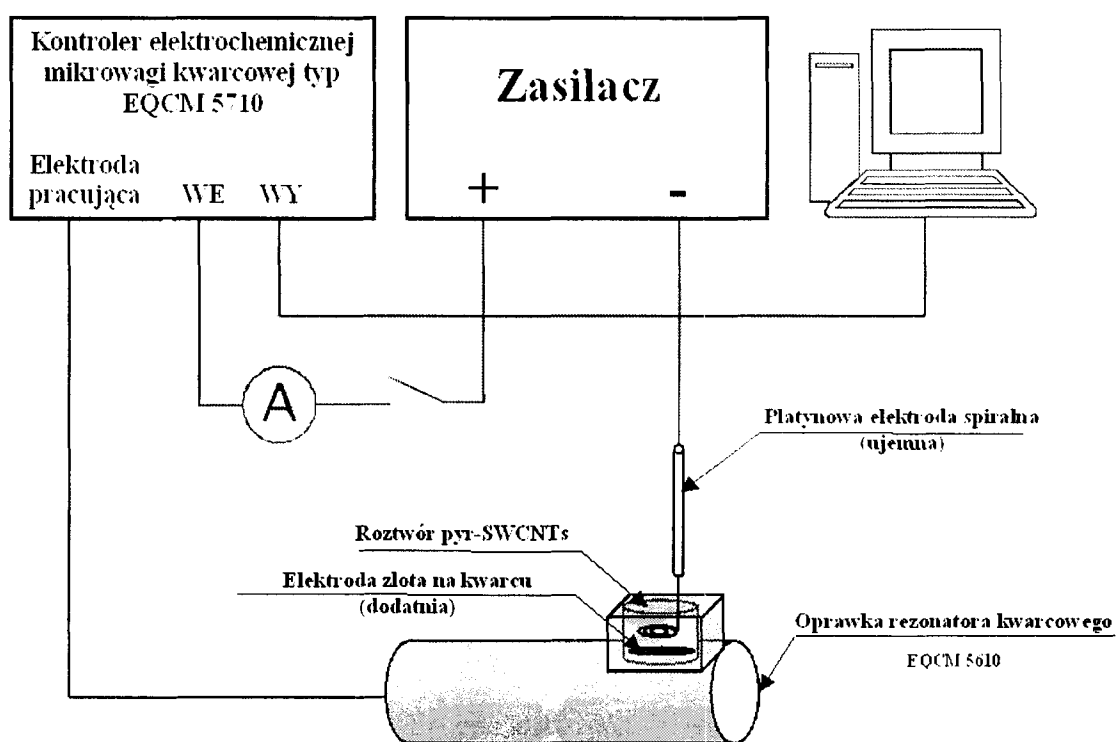 Kontroler elektrochemicznej
mikrowagi kwarcowej typ
EQCM 5710
Elektroda
pracująca WE WY
Zasilacz
+ -
A
Platynowa elektroda spiralna
(ujemna)
Roztwór pyr-SWCNTs
Elektroda złota na kwarcu
(dodatnia)
Oprawka rezonatora kwarcowego
EQCM 5610